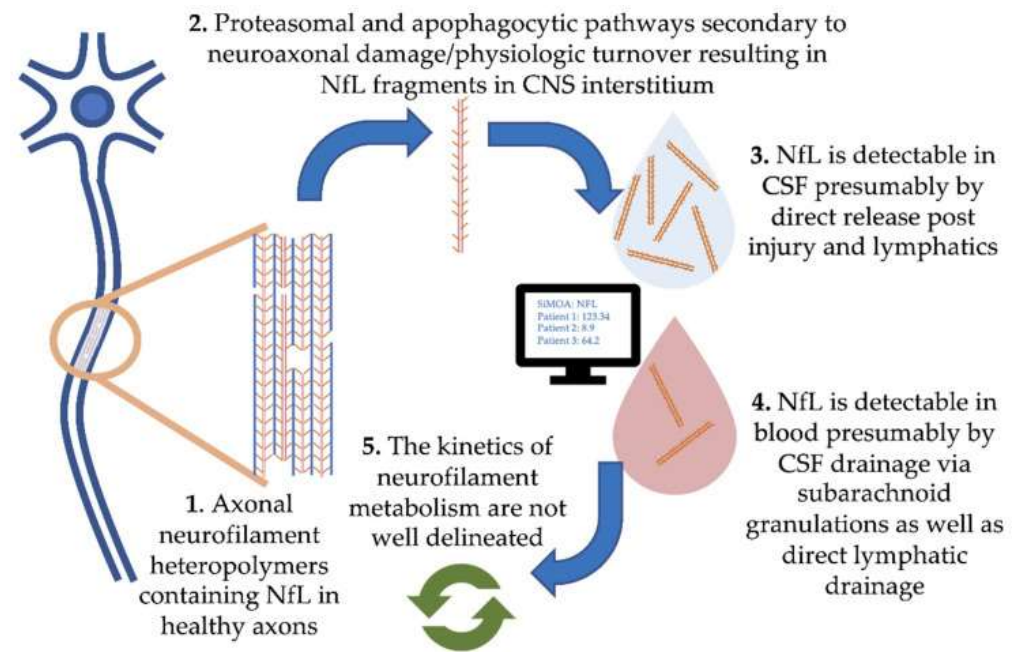 2. Proteasomal and apophagocytic pathways secondary to
neuroaxonal damage/physiologic turnover resulting in
NfL fragments in CNS interstitium
3. NfL is detectable in
CSF presumably by
direct release post
injury and lymphatics
SiMOA: NFL
Patient 1: 123.34
Patient 2: 8.9
Patient 3: 64.2
4. NfL is detectable in
blood presumably by
CSF drainage via
subarachnoid
granulations as well as
direct lymphatic
drainage
5. The kinetics of
neurofilament
metabolism are not
well delineated
1. Axonal
neurofilament
heteropolymers
containing NfL in
healthy axons